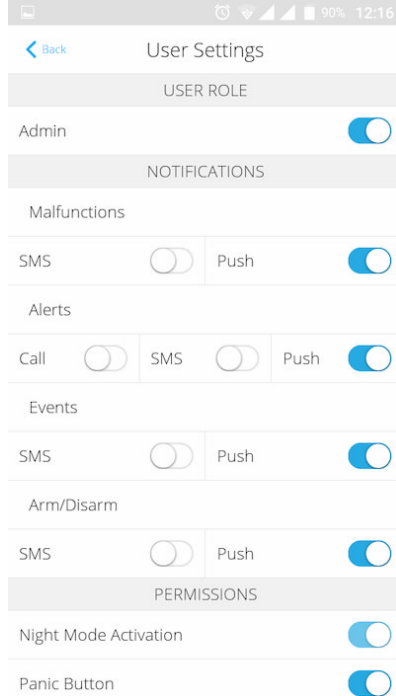 90% 12:16
Back User Settings
USER ROLE
Admin
NOTIFICATIONS
Malfunctions
SMS Push
Alerts
Call SMS Push
Events
SMS Push
Arm/Disarm
SMS Push
PERMISSIONS
Night Mode Activation
Panic Button